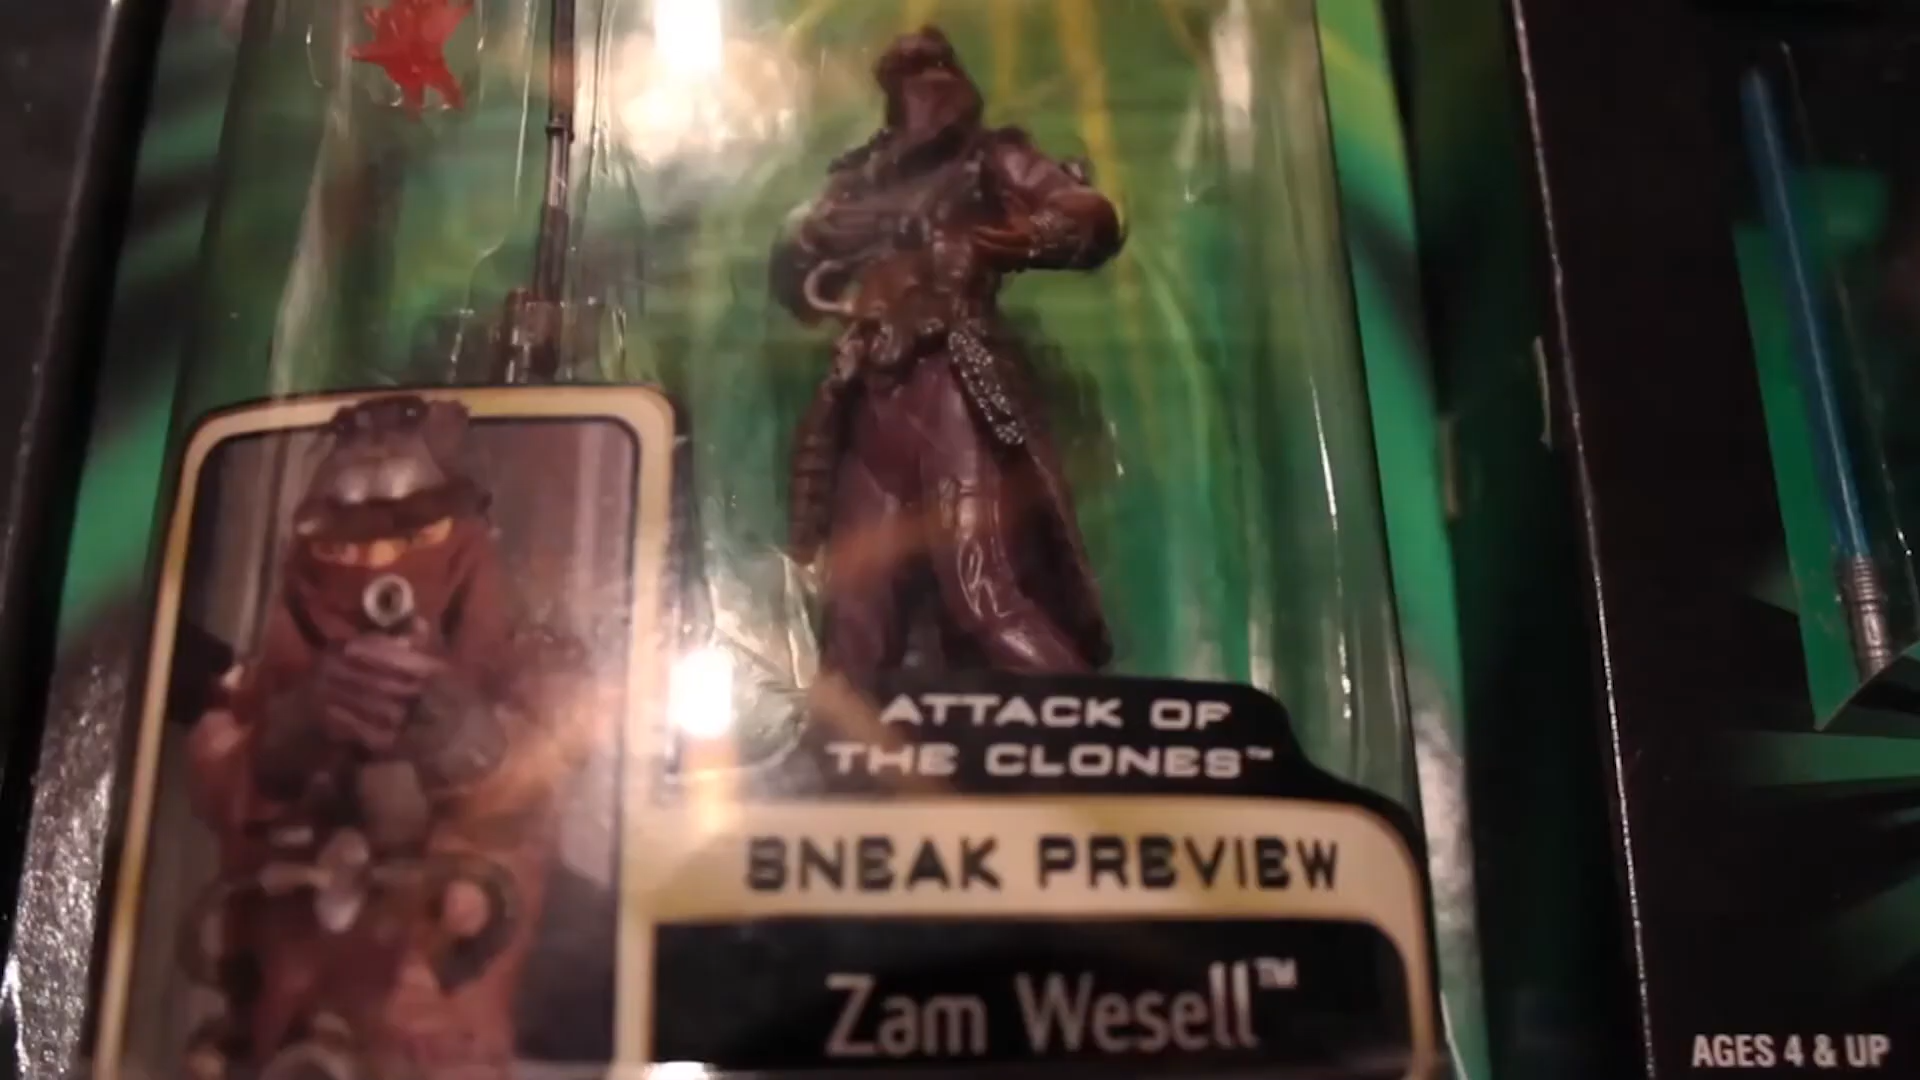 ATTACK OF
THE CLONES™
SNEAK PREVIEW
Zam Wesell™
AGES 4 & UP